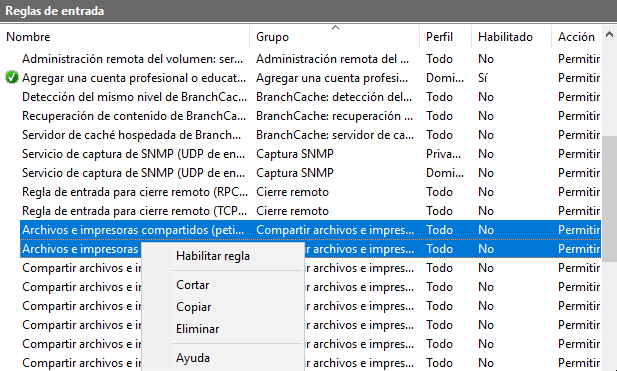 Reglas de entrada
Nombre Grupo Perfil Habilitado Acción
Administración remota del volumen: ser... Administración remota del ... Todo No Permitir
Agregar una cuenta profesional o educat... Agregar una cuenta profesi... Domi... Sí Permitir
Detección del mismo nivel de BranchCac... BranchCache: detección del... Todo No Permitir
Recuperación de contenido de BranchCa... BranchCache: recuperación ... Todo No Permitir
Servidor de caché hospedada de Branch... BranchCache: servidor de ca... Todo No Permitir
Servicio de captura de SNMP (UDP de en... Captura SNMP Priva... No Permitir
Servicio de captura de SNMP (UDP de en... Captura SNMP Domi... No Permitir
Regla de entrada para cierre remoto (RPC... Cierre remoto Todo No Permitir
Regla de entrada para cierre remoto (TCP... Cierre remoto Todo No Permitir
Archivos e impresoras compartidos (peti... Compartir archivos e impres... Todo No Permitir
Archivos e impresoras r archivos e impres... Todo No Permitir
Habilitar regla
Compartir archivos e im r archivos e impres... Todo No Permitir
Cortar
Compartir archivos e im r archivos e impres... Todo No Permitir
Copiar
Compartir archivos e im r archivos e impres... Todo No Permitir
Eliminar
Compartir archivos e im r archivos e impres... Todo No Permitir
Compartir archivos e im r archivos e impres... Todo No Permitir
Ayuda
Compartir archivos e im r archivos e impres... Todo No Permitir